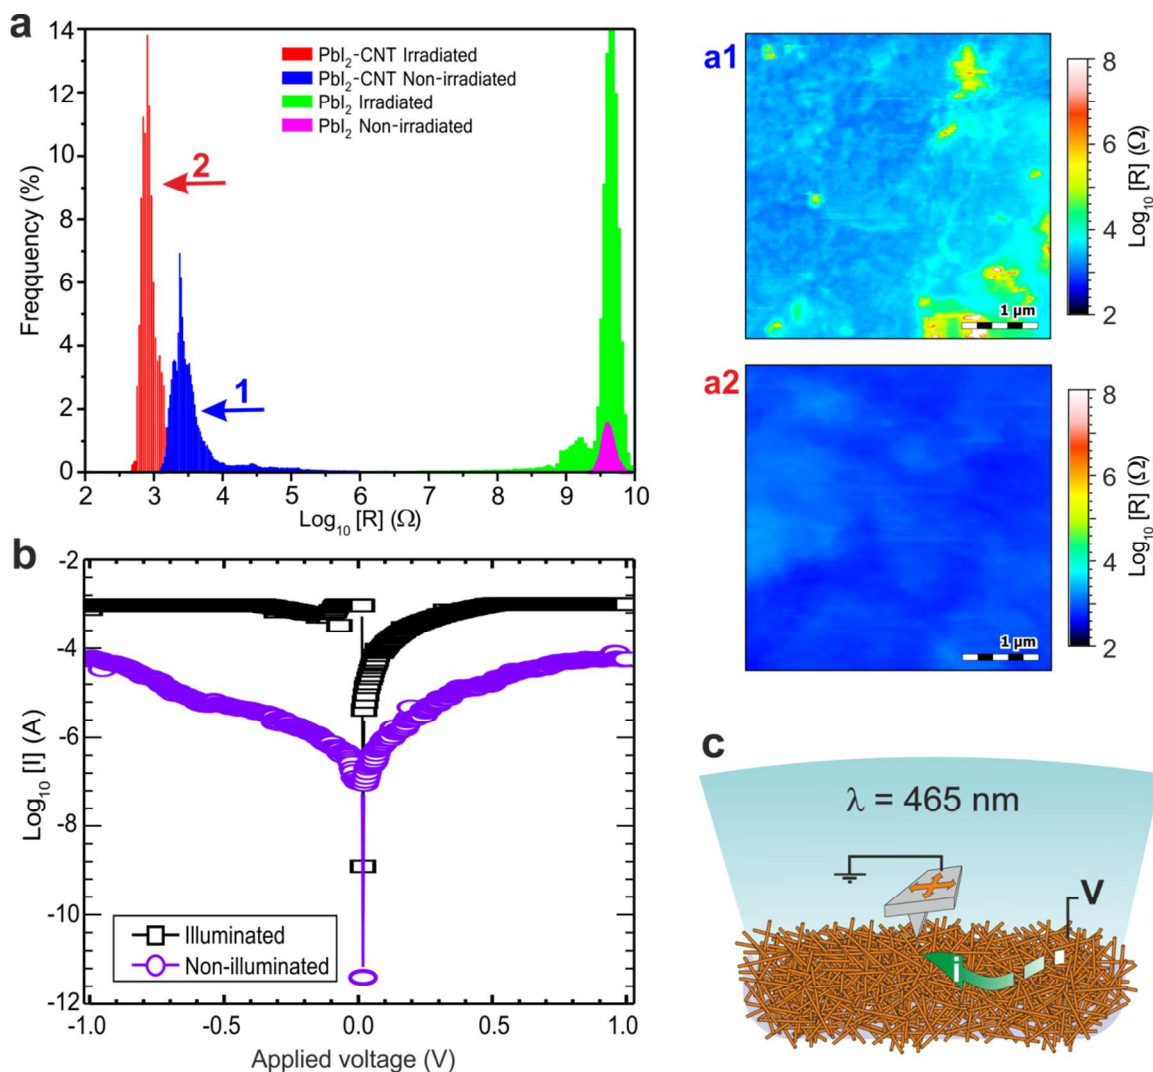 a
14
12
10
8
6
4
2
0
Freqquency (%)
PbI₂-CNT Irradiated
PbI₂-CNT Non-irradiated
PbI₂ Irradiated
PbI₂ Non-irradiated
2
1
2 3 4 5 6 7 8 9 10
Log₁₀ [R] (Ω)
a1
1 µm
8
6
4
2
Log₁₀ [R] (Ω)
a2
1 µm
8
6
4
2
Log₁₀ [R] (Ω)
b
-2
-4
-6
-8
-10
-12
Log₁₀ [I] (A)
Illuminated
Non-illuminated
-1.0 -0.5 0.0 0.5 1.0
Applied voltage (V)
c
λ = 465 nm
V
i